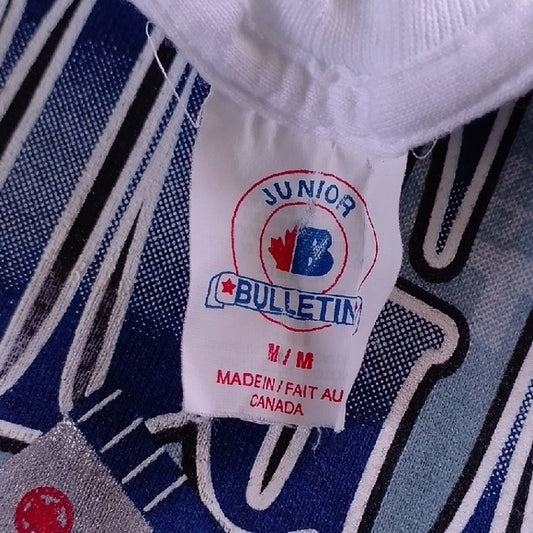 JUNIOR
B
BULLETIN
M/M
MADE IN / FAIT AU
CANADA